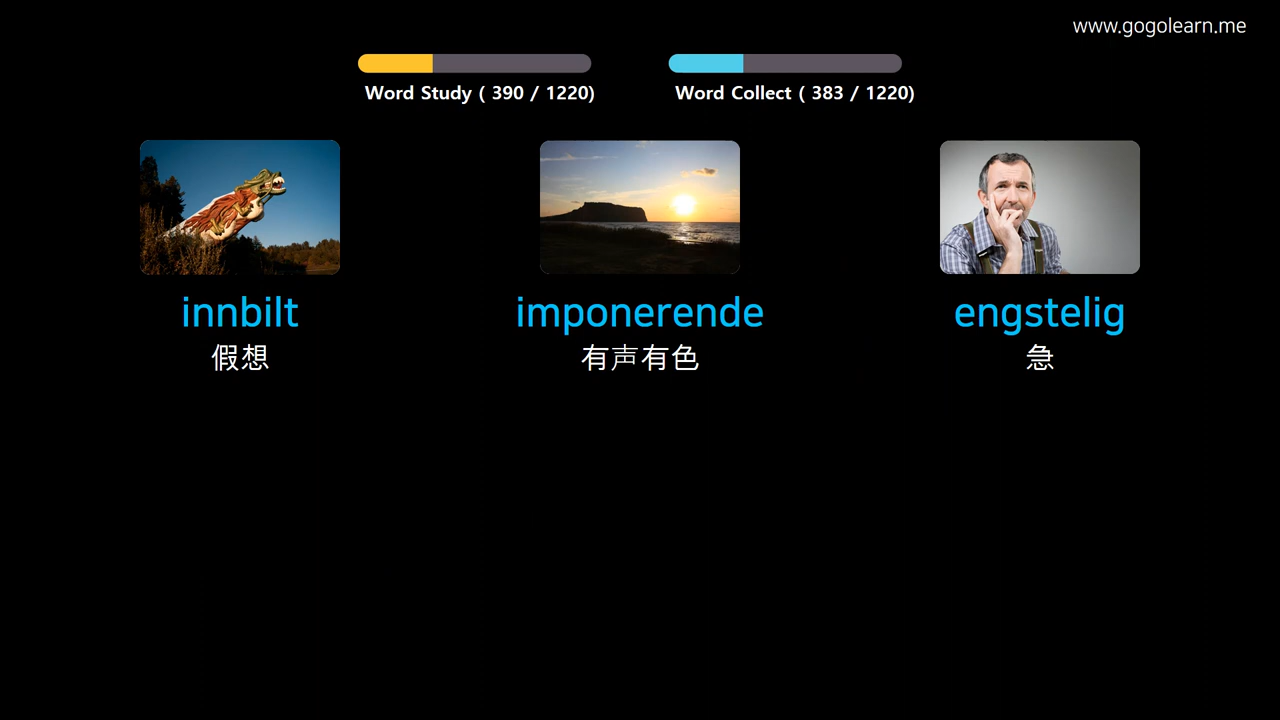 www.gogolearn.me
Word Study ( 390 / 1220)
Word Collect ( 383 / 1220)
innbilt
假想
imponerende
有声有色
engstelig
急